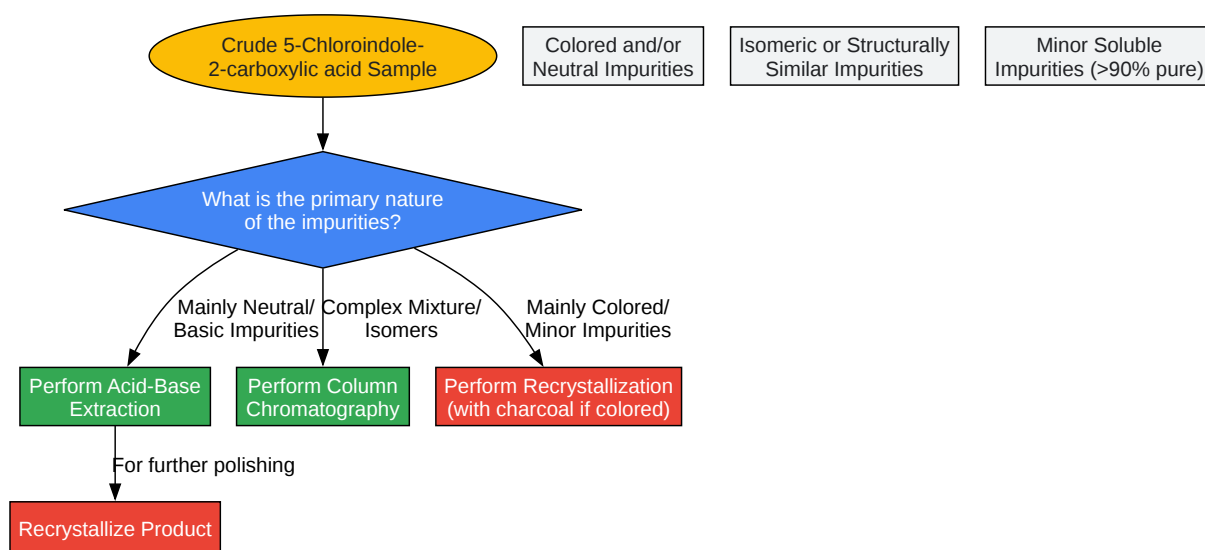 Crude 5-Chloroindole-
2-carboxylic acid Sample
Colored and/or
Neutral Impurities
Isomeric or Structurally
Similar Impurities
Minor Soluble
Impurities (>90% pure)
What is the primary nature
of the impurities?
Mainly Neutral/
Basic Impurities
Complex Mixture/
Isomers
Mainly Colored/
Minor Impurities
Perform Acid-Base
Extraction
Perform Column
Chromatography
Perform Recrystallization
(with charcoal if colored)
For further polishing
Recrystallize Product